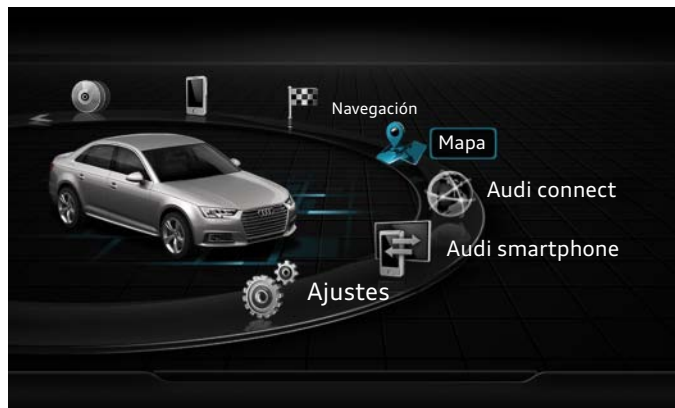 Navegación
Mapa
Audi connect
Audi smartphone
Ajustes